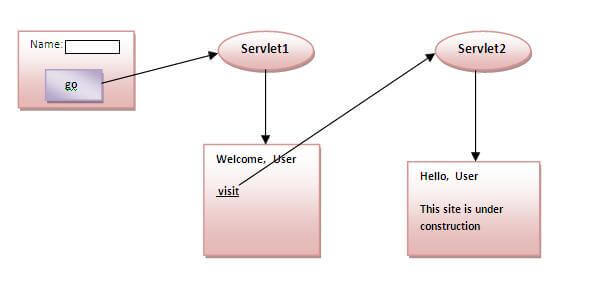 Name:
go
Servlet1
Welcome, User
visit
Servlet2
Hello, User
This site is under
construction